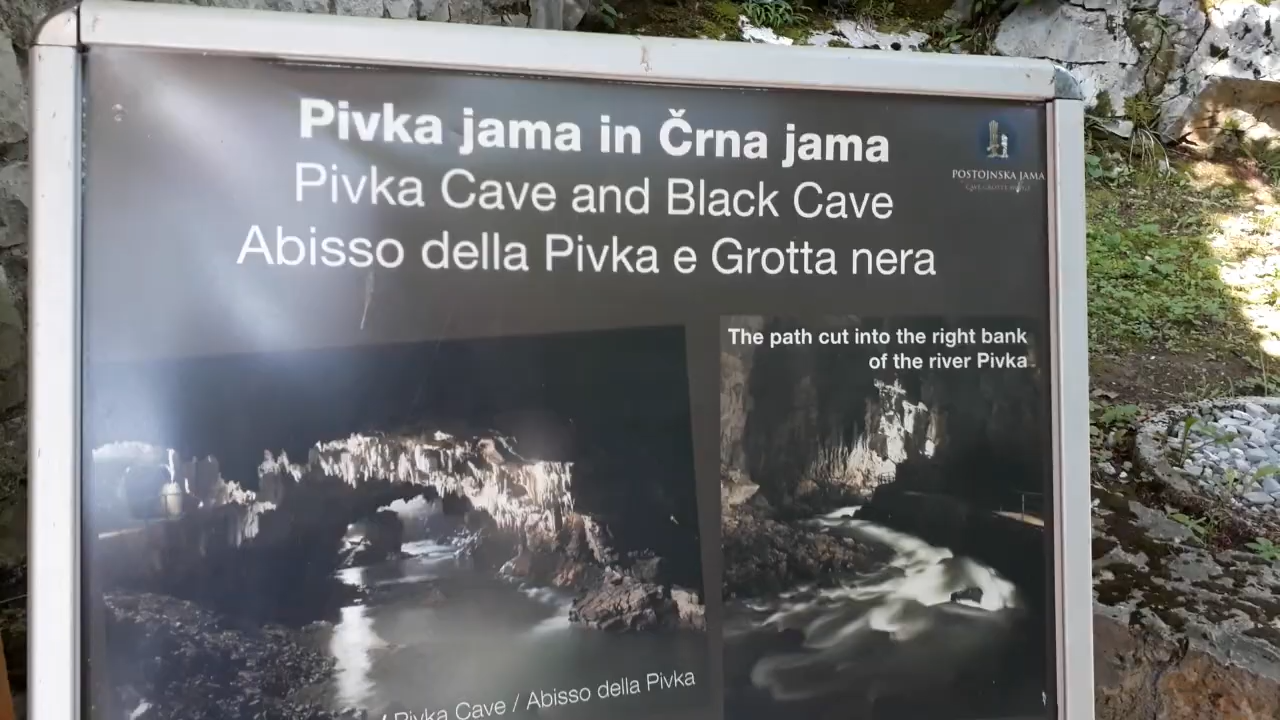 Pivka jama in Črna jama
Pivka Cave and Black Cave
Abisso della Pivka e Grotta nera
POSTOJNSKA JAMA
The path cut into the right bank
of the river Pivka
/ Pivka Cave / Abisso della Pivka